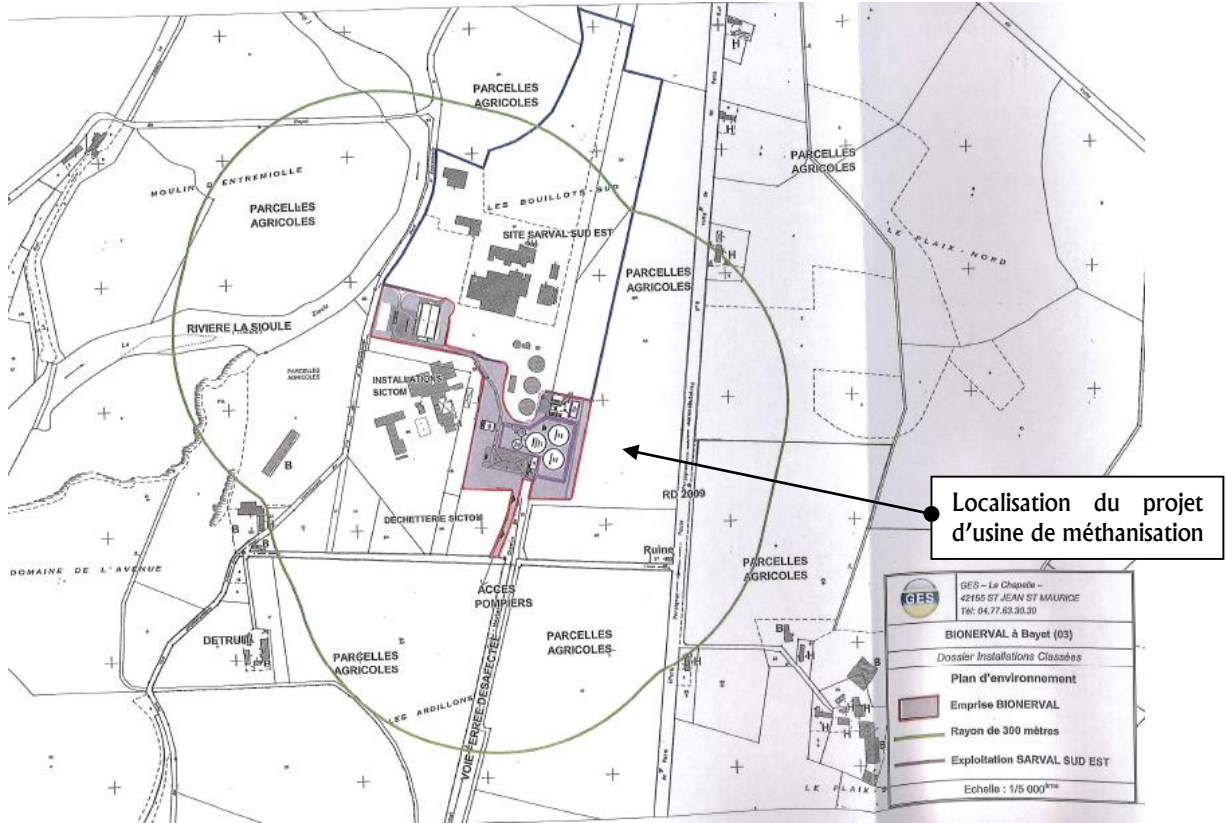 PARCELLES
AGRICOLES
H
H
PARCELLES
AGRICOLES
MOULIN D'ENTREMIOLLE
PARCELLES
AGRICOLES
LES BOUILLOTS-SUD
SITE SARVAL SUD EST
LE PLAIX-NORD
H
PARCELLES
AGRICOLES
RIVIERE LA SIOULE
PARCELLES
AGRICOLES
INSTALLATIONS
SICTOM
B
RD 2009
Localisation du projet
d'usine de méthanisation
DECHETTERIE SICTOM
B
B
Ruine
DOMAINE DE L'AVENUE
PARCELLES
AGRICOLES
ACCES
POMPIERS
DETRUIT
PARCELLES
AGRICOLES
PARCELLES
AGRICOLES
LES ARDILLONS
VOIE FERREE DESAFECTEE
H
B
H
B
H
H
H
B
LE PLAIX-S
GES
GES – La Chapelle –
42155 ST JEAN ST MAURICE
Tél: 04.77.63.30.30
BIONERVAL à Bayet (03)
Dossier Installations Classées
Plan d'environnement
Emprise BIONERVAL
Rayon de 300 mètres
Exploitation SARVAL SUD EST
Echelle : 1/5 000ème